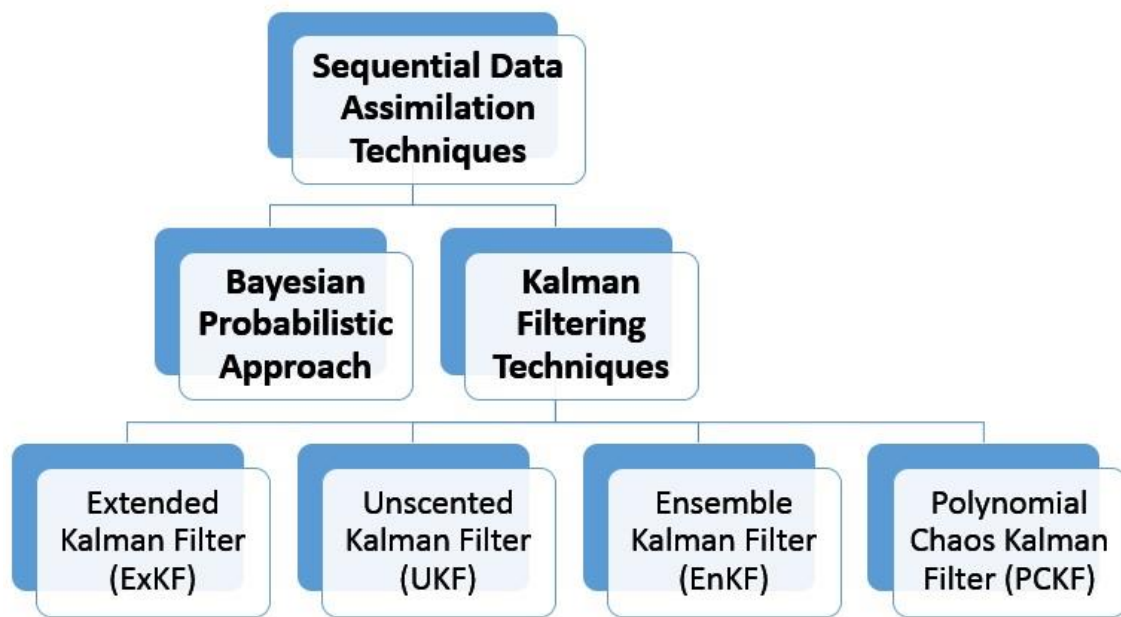 Sequential Data
Assimilation
Techniques
Bayesian
Probabilistic
Approach
Kalman
Filtering
Techniques
Extended
Kalman Filter
(ExKF)
Unscented
Kalman Filter
(UKF)
Ensemble
Kalman Filter
(EnKF)
Polynomial
Chaos Kalman
Filter (PCKF)